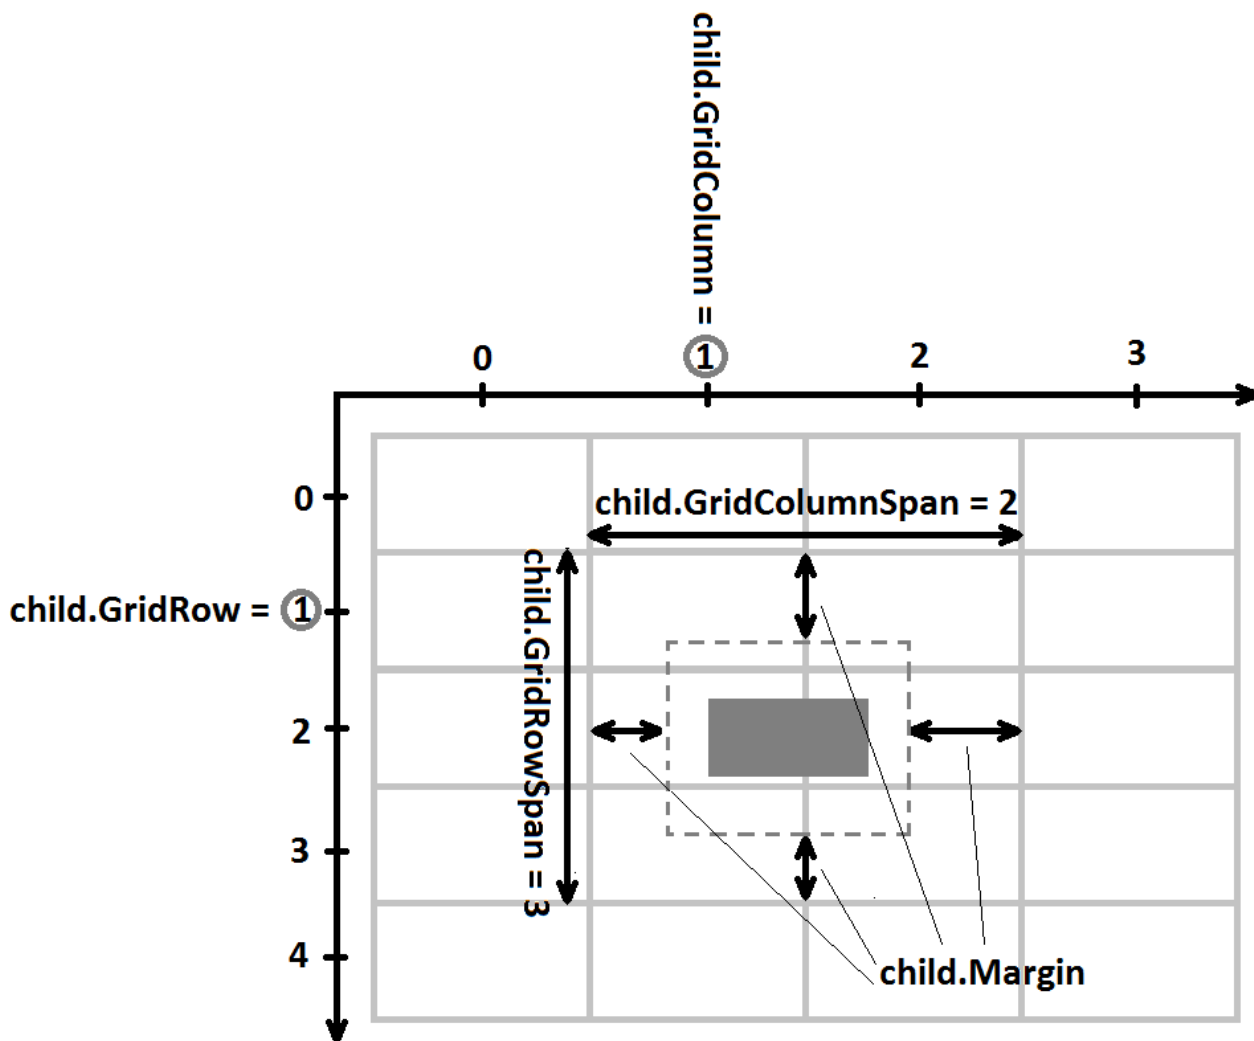 child.GridColumn =
0
1
2
3
0
child.GridColumnSpan = 2
child.GridRow = 1
child.GridRowSpan = 3
2
3
4
child.Margin